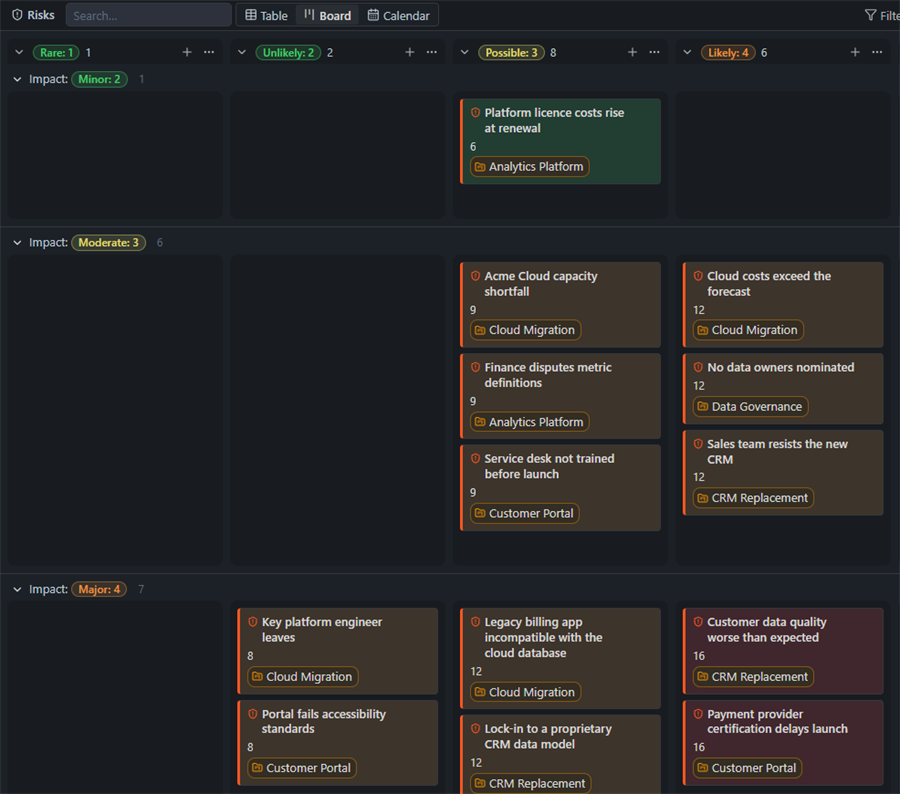 Risks Search... Table Board Calendar
Rare: 1 1 Unlikely: 2 2 Possible: 3 8 Likely: 4 6
Impact: Minor: 2 1
Platform licence costs rise
at renewal
6
Analytics Platform
Impact: Moderate: 3 6
Acme Cloud capacity
shortfall
9
Cloud Migration
Finance disputes metric
definitions
9
Analytics Platform
Service desk not trained
before launch
9
Customer Portal
Cloud costs exceed the
forecast
12
Cloud Migration
No data owners nominated
12
Data Governance
Sales team resists the new
CRM
12
CRM Replacement
Impact: Major: 4 7
Key platform engineer
leaves
8
Cloud Migration
Portal fails accessibility
standards
8
Customer Portal
Legacy billing app
incompatible with the
cloud database
12
Cloud Migration
Lock-in to a proprietary
CRM data model
12
CRM Replacement
Customer data quality
worse than expected
16
CRM Replacement
Payment provider
certification delays launch
16
Customer Portal